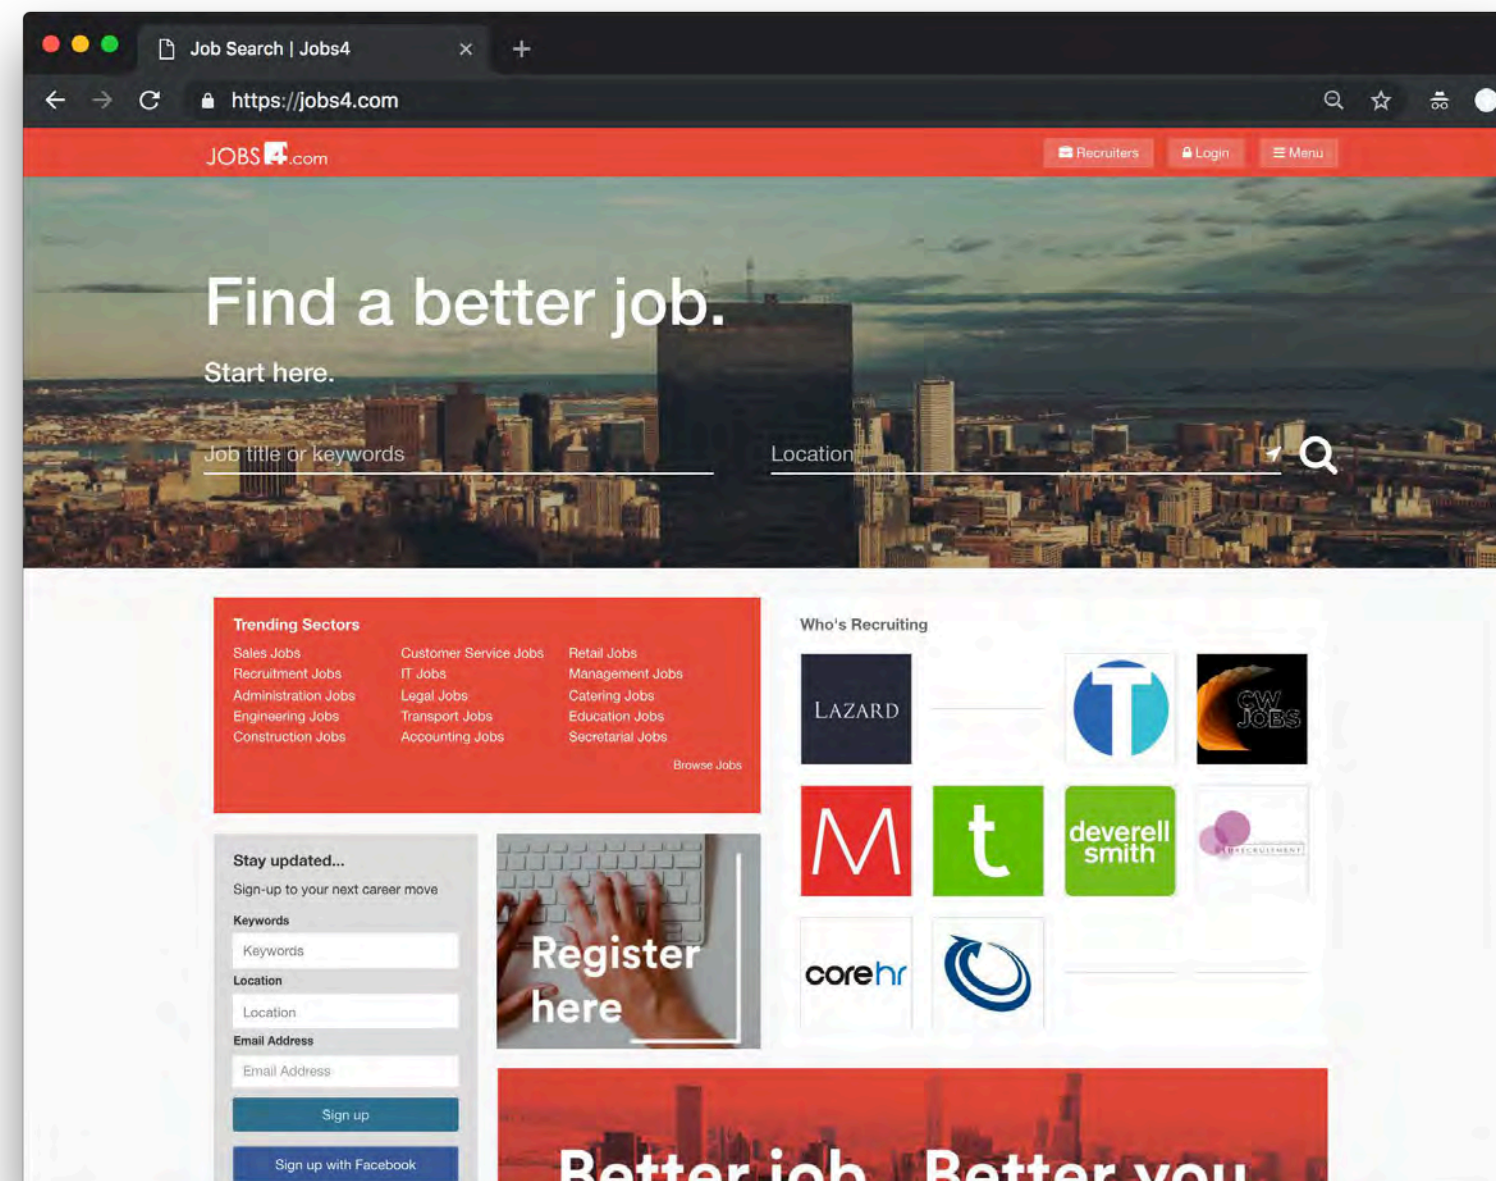 Job Search | Jobs4
https://jobs4.com
JOBS4.com
Recruiters
Login
Menu
Find a better job.
Start here.
Job title or keywords
Location
Trending Sectors
Sales Jobs
Customer Service Jobs
Retail Jobs
Recruitment Jobs
IT Jobs
Management Jobs
Administration Jobs
Legal Jobs
Catering Jobs
Engineering Jobs
Transport Jobs
Education Jobs
Construction Jobs
Accounting Jobs
Secretarial Jobs
Browse Jobs
Who's Recruiting
LAZARD
T
CW
JOBS
M
t
deverell
smith
corehr
Stay updated...
Sign-up to your next career move
Keywords
Keywords
Location
Location
Email Address
Email Address
Sign up
Sign up with Facebook
Register
here
Better job. Better you.